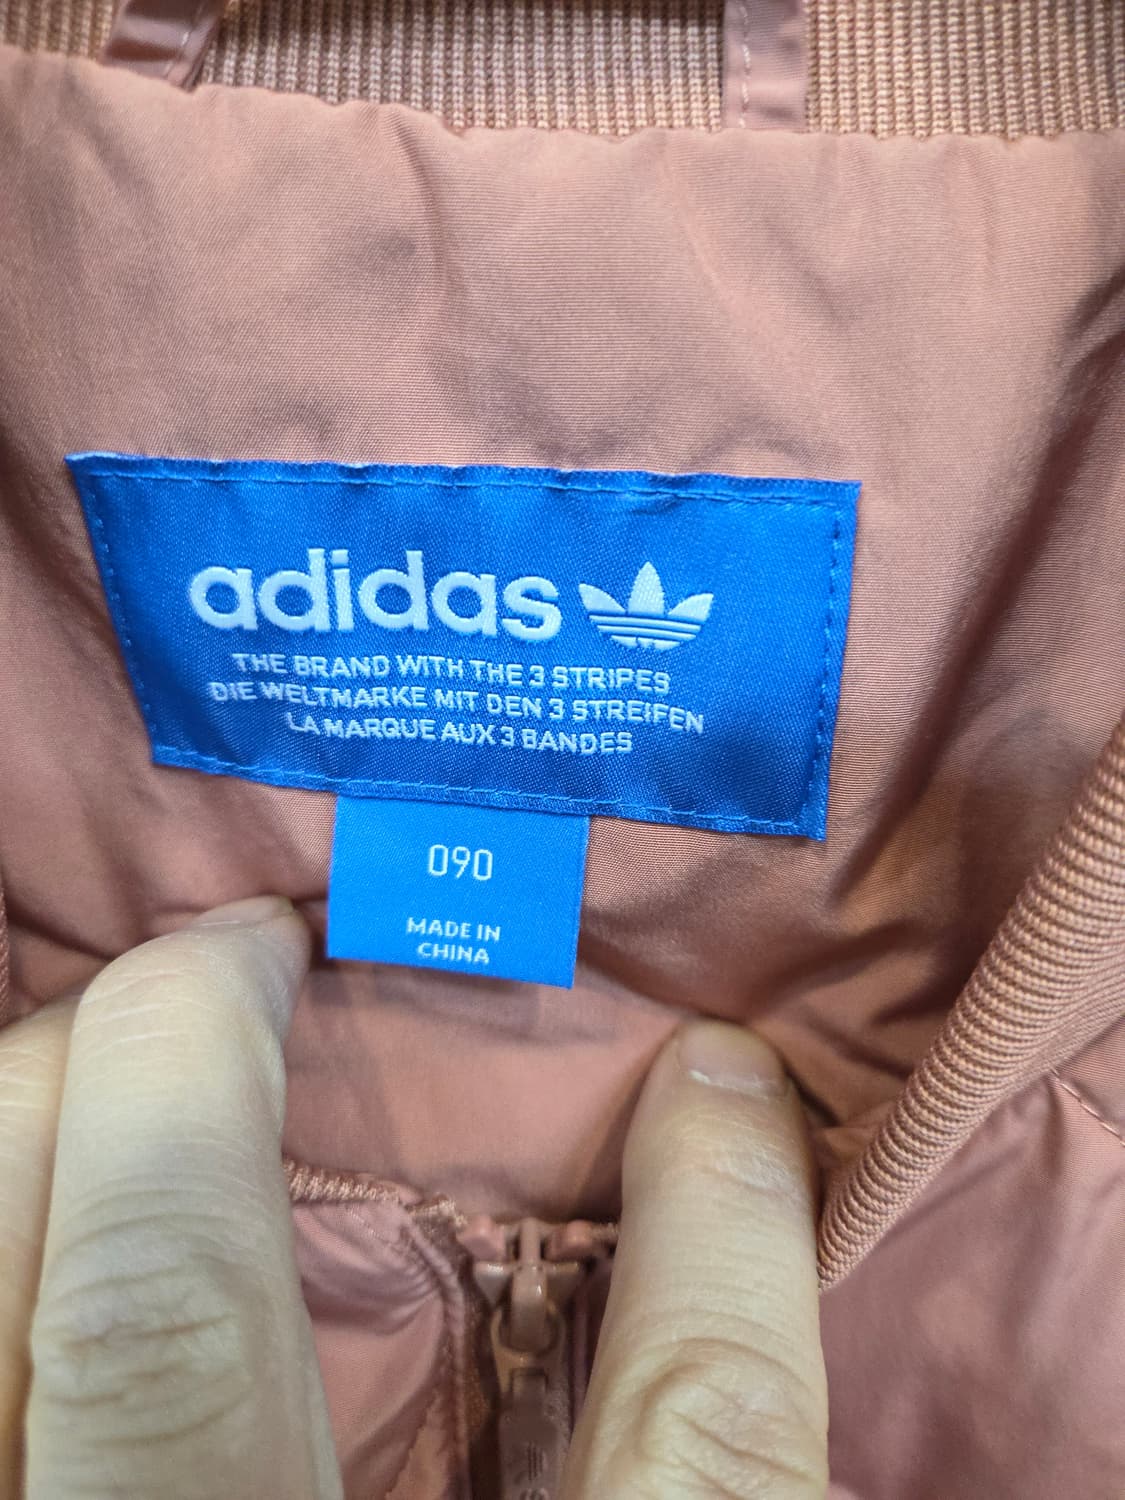 adidas
THE BRAND WITH THE 3 STRIPES
DIE WELTMARKE MIT DEN 3 STREIFEN
LA MARQUE AUX 3 BANDES
090
MADE IN
CHINA